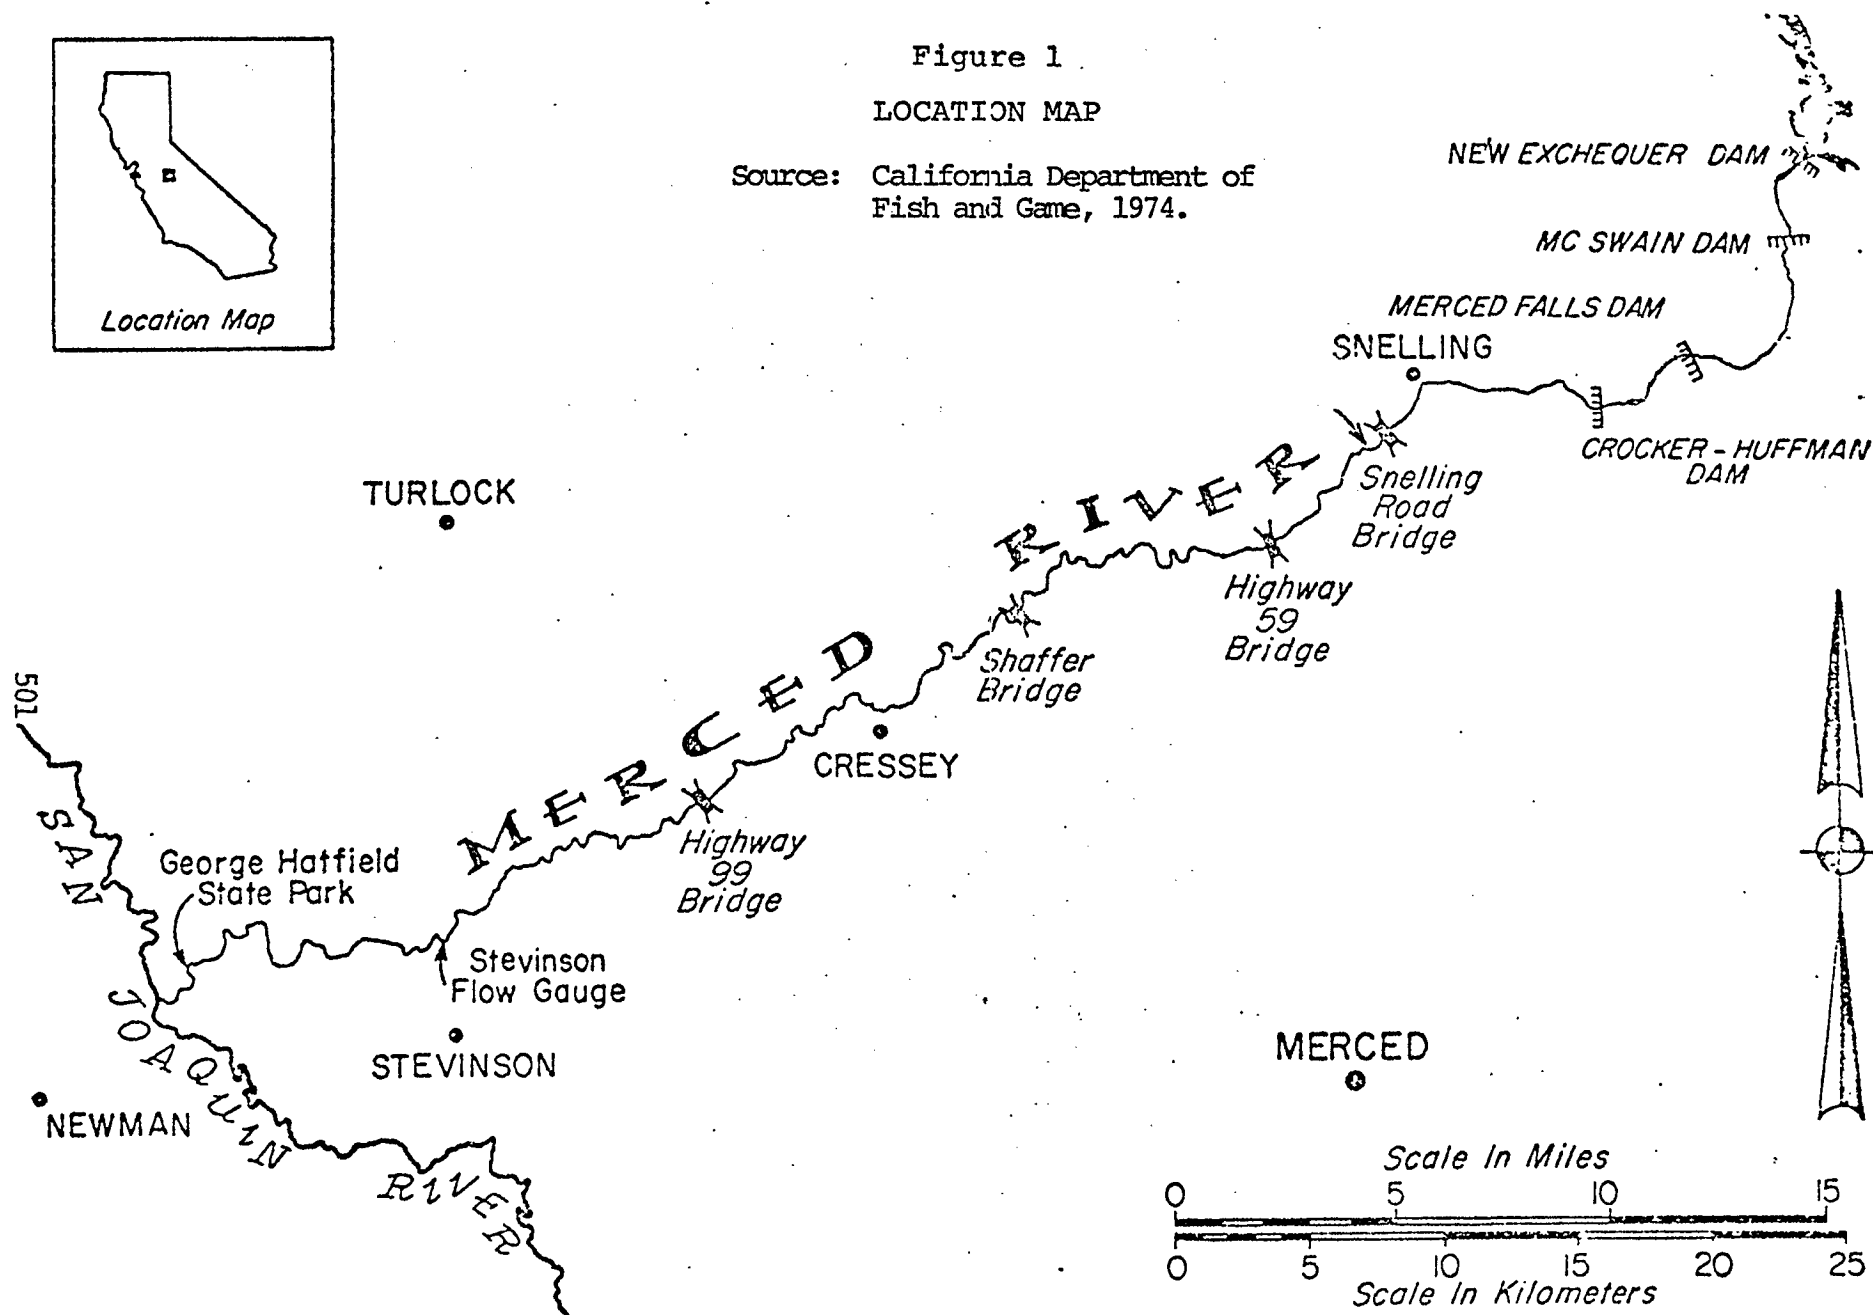 Figure 1
LOCATION MAP
Source: California Department of
Fish and Game, 1974.
Location Map
NEW EXCHEQUER DAM
MC SWAIN DAM
MERCED FALLS DAM
SNELLING
CROCKER-HUFFMAN
DAM
Snelling
Road
Bridge
TURLOCK
MERCED RIVER
Highway
59
Bridge
Shaffer
Bridge
CRESSEY
Highway
99
Bridge
501
SAN JOAQUIN RIVER
George Hatfield
State Park
Stevinson
Flow Gauge
STEVINSON
NEWMAN
MERCED
Scale In Miles
0 5 10 15
0 5 10 15 20 25
Scale In Kilometers